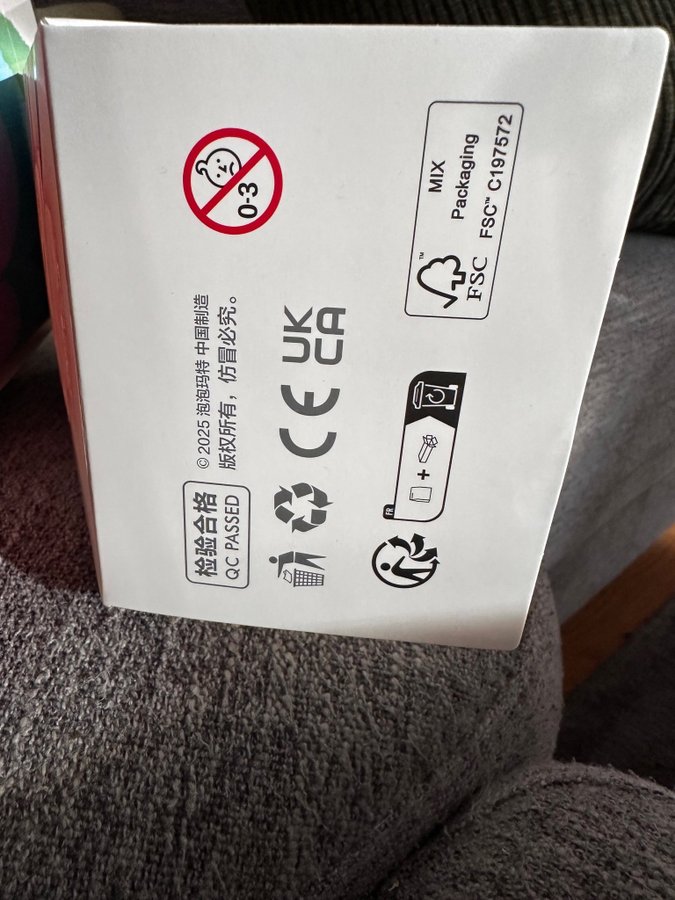 检验合格
QC PASSED
© 2025 泡泡玛特 中国制造
版权所有，仿冒必究。
0-3
CE
UK
CA
FR
+
™
FSC
MIX
Packaging
FSC™ C197572